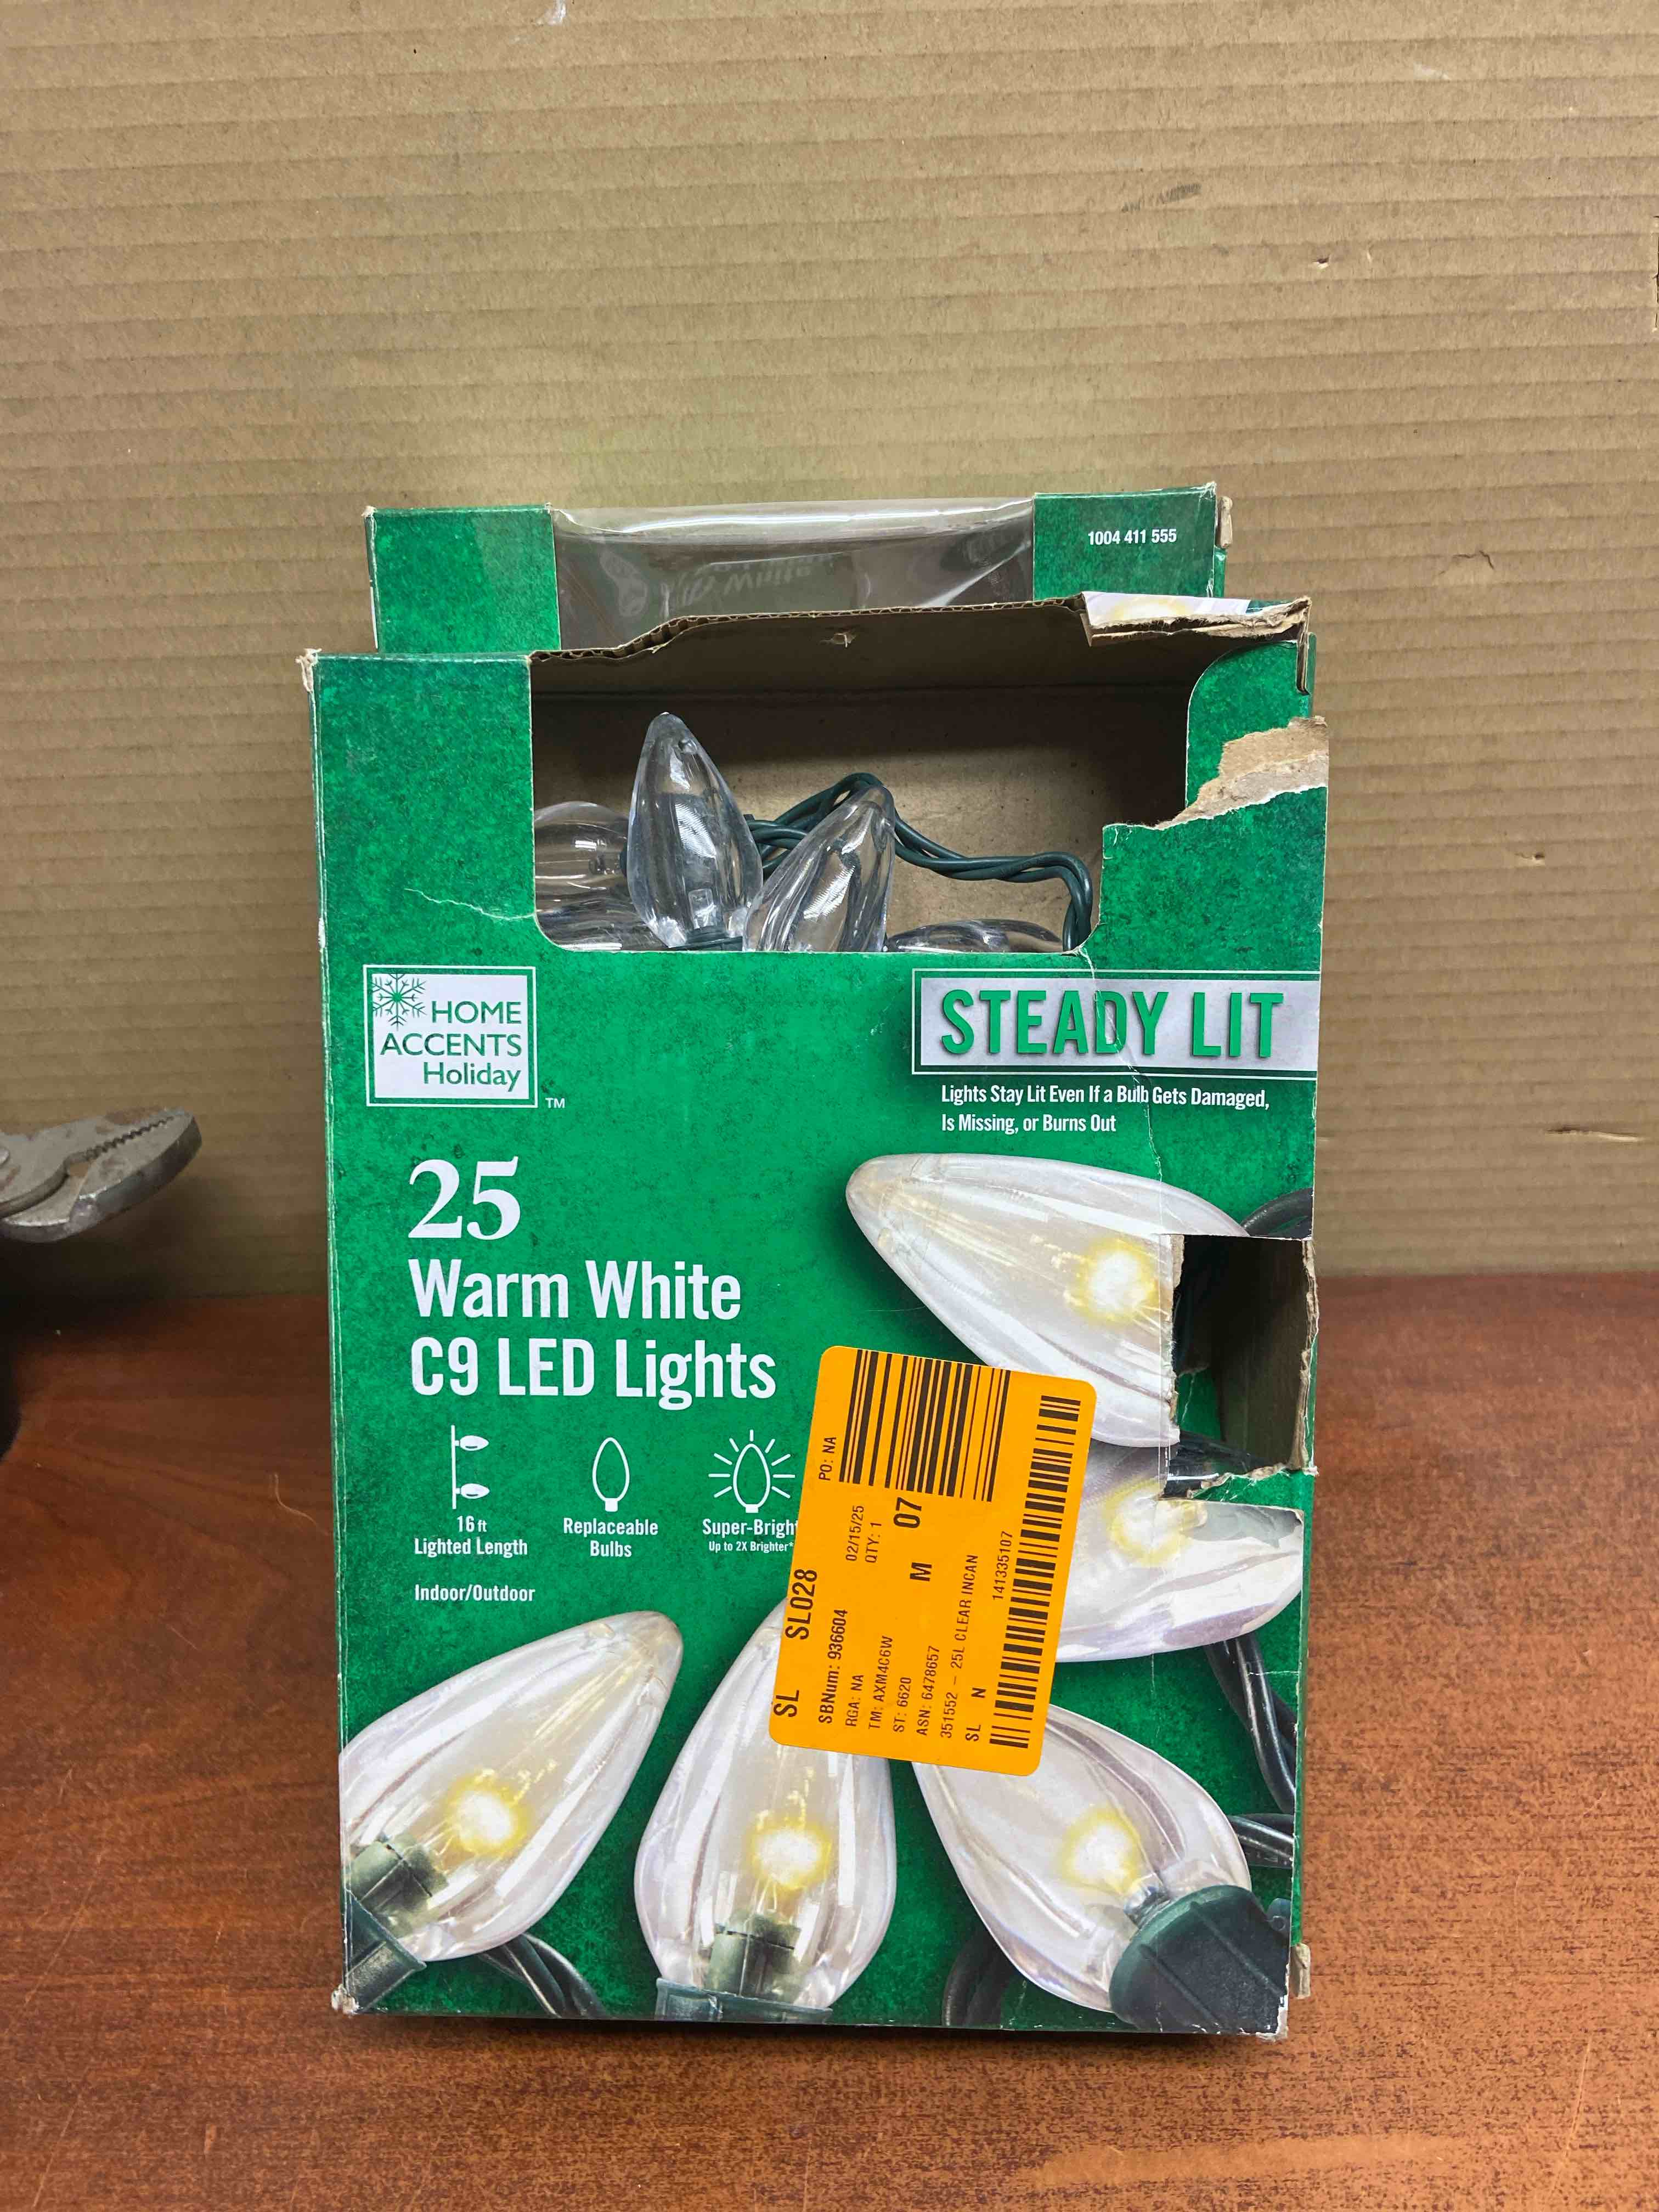 1004 411 555
White
HOME
ACCENTS
Holiday
TM
STEADY LIT
Lights Stay Lit Even If a Bulb Gets Damaged,
Is Missing, or Burns Out
25
Warm White
C9 LED Lights
16 ft
Lighted Length
Replaceable
Bulbs
Super-Bright
Up to 2X Brighter*
Indoor/Outdoor
SL SL028
SBNum: 936604 02/15/25 PO: NA
RGA: NA QTY: 1
TM: AXM4C6W
ST: 6620 M 07
ASN: 6478657
351552 – 25L CLEAR INCAN
SL N 141335107